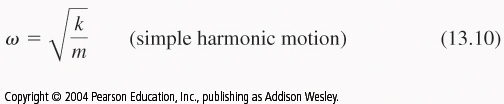 ω = √(k/m) (simple harmonic motion) (13.10)
Copyright © 2004 Pearson Education, Inc., publishing as Addison Wesley.